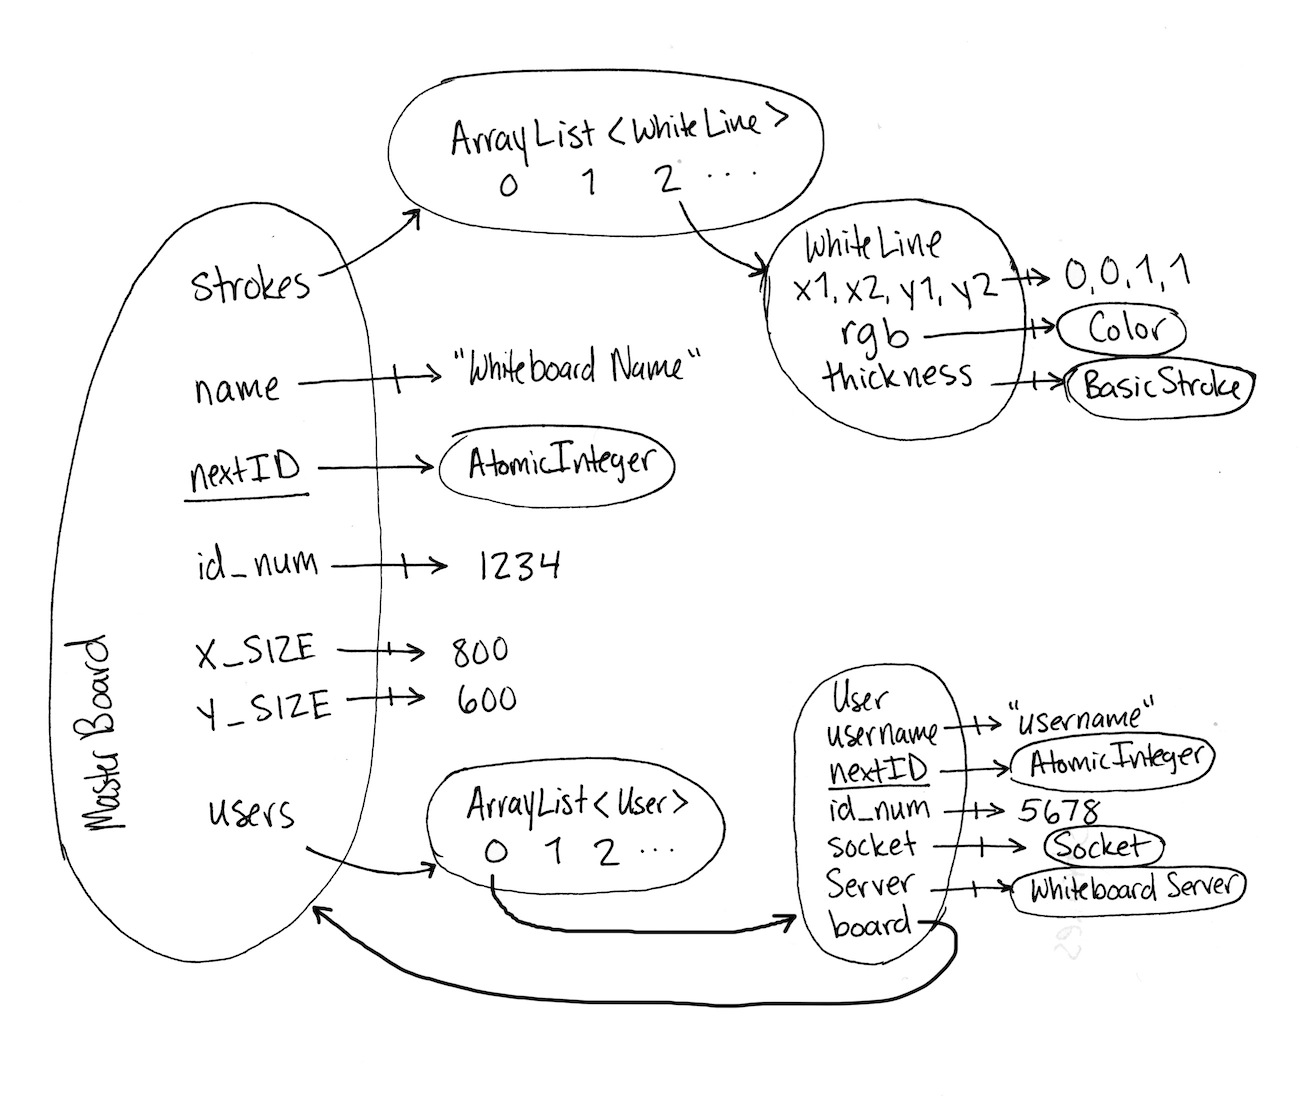 ArrayList <WhiteLine>
0 1 2 ...
WhiteLine
x1, x2, y1, y2
0,0,1,1
rgb
Color
thickness
BasicStroke
Master Board
strokes
name
"Whiteboard Name"
nextID
AtomicInteger
id_num
1234
X_SIZE
800
Y_SIZE
600
users
ArrayList<User>
0 1 2 ...
User
username
"username"
nextID
AtomicInteger
id_num
5678
socket
Socket
Server
Whiteboard Server
board